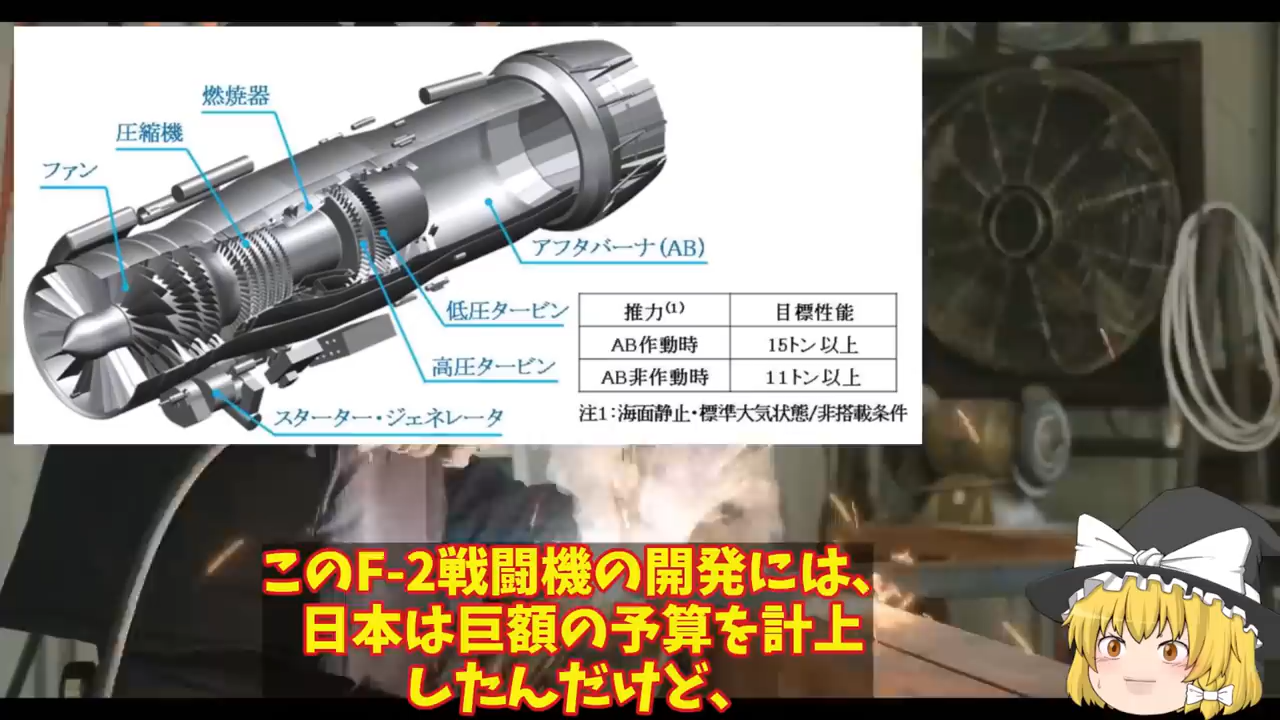 燃焼器
圧縮機
ファン
アフタバーナ(AB)
低圧タービン
高圧タービン
スターター・ジェネレータ
推力(1) 目標性能
AB作動時 15トン以上
AB非作動時 11トン以上
注1:海面静止・標準大気状態/非搭載条件
このF-2戦闘機の開発には、
日本は巨額の予算を計上
したんだけど、